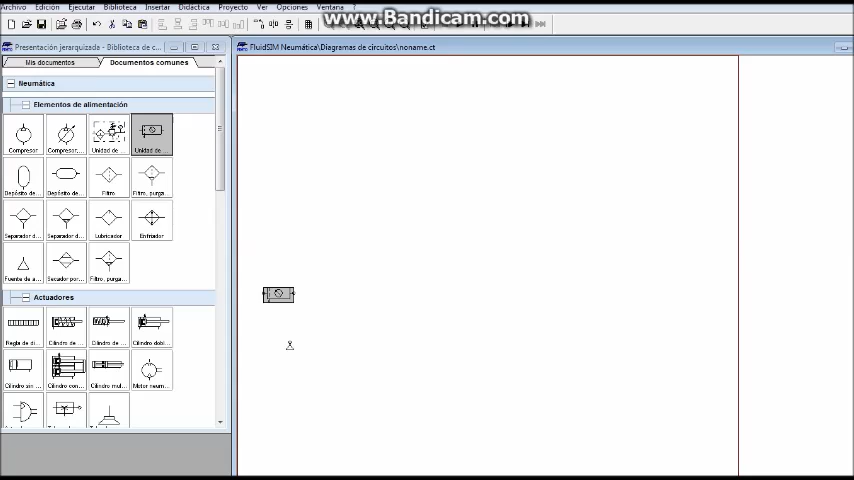 Archivo Edición Ejecutar Biblioteca Insertar Didáctica Proyecto Ver Opciones Ventana ?
www.Bandicam.com
Presentación jerarquizada - Biblioteca de c...
FluidSIM Neumática\Diagramas de circuitos\noname.ct
Mis documentos Documentos comunes
Neumática
Elementos de alimentación
Compresor Compresor, Unidad de ... Unidad de ...
Depósito de... Depósito de... Filtro Filtro, purga...
Separador d... Separador d... Lubricador Enfriador
Fuente de a... Secador por... Filtro, purga...
Actuadores
Regla de di... Cilindro de ... Cilindro de ... Cilindro dobl...
Cilindro sin ... Cilindro con... Cilindro mul... Motor neum...